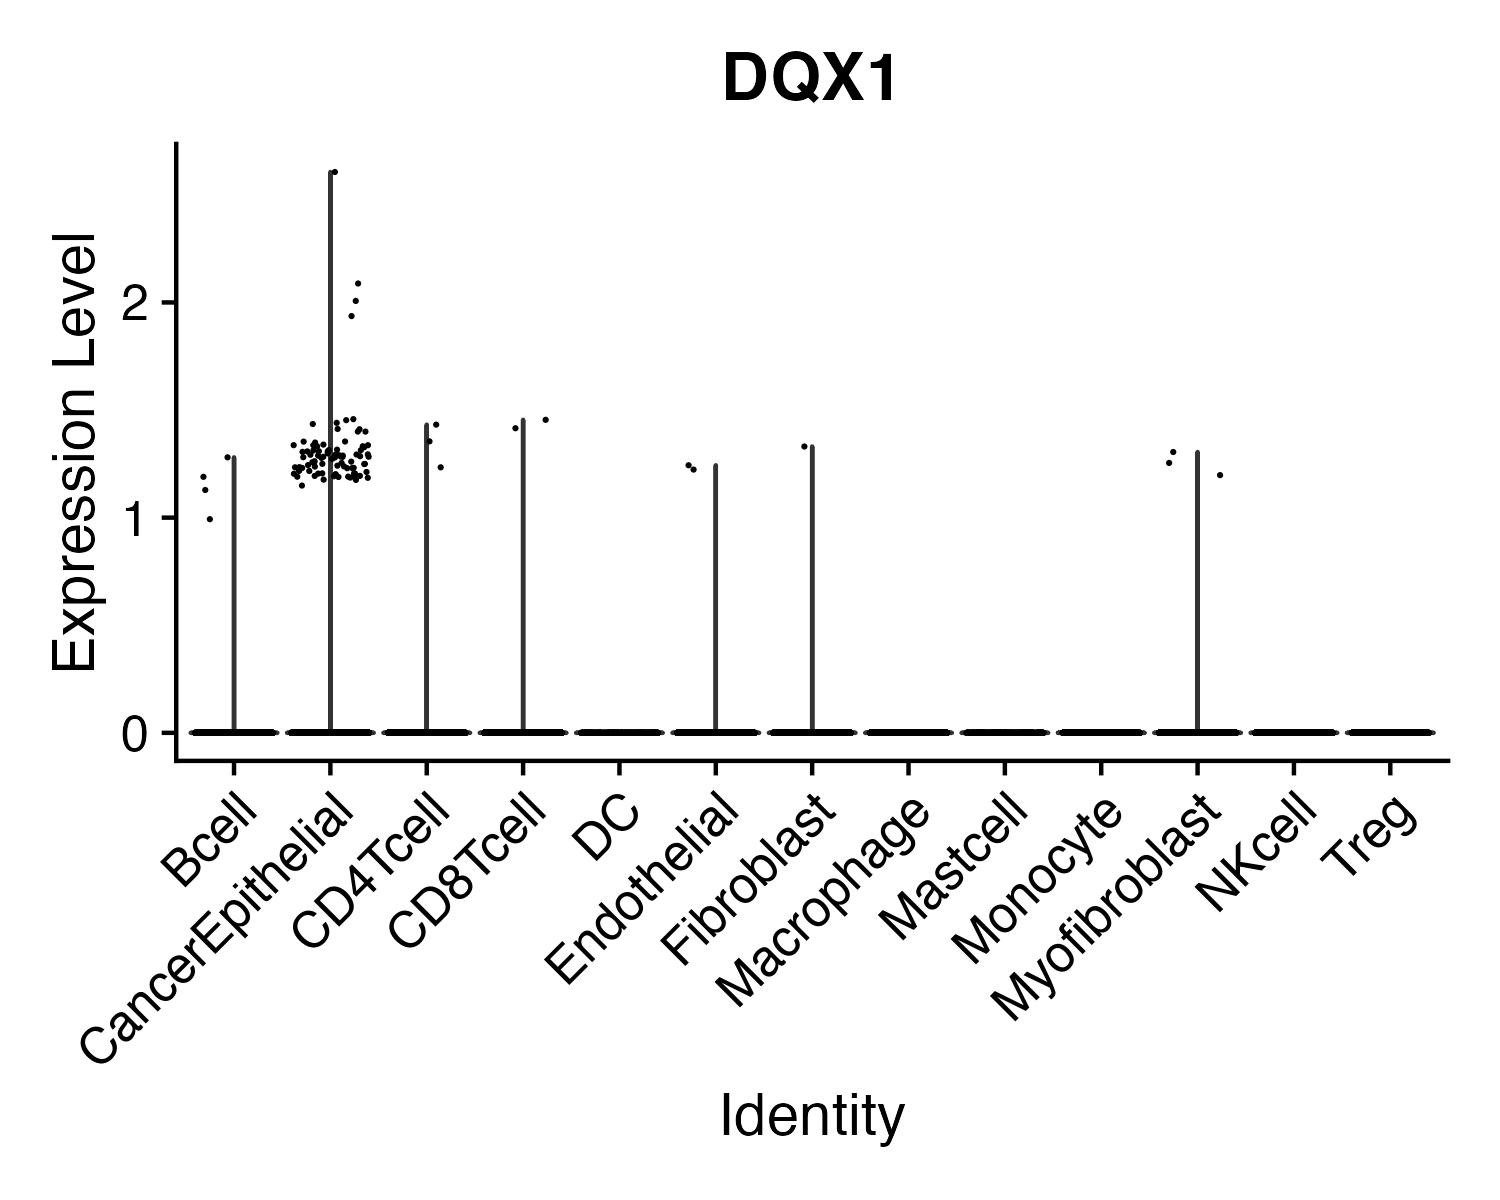 DQX1
Expression Level
2
1
0
Bcell
CancerEpithelial
CD4Tcell
CD8Tcell
DC
Endothelial
Fibroblast
Macrophage
Mastcell
Monocyte
Myofibroblast
NKcell
Treg
Identity